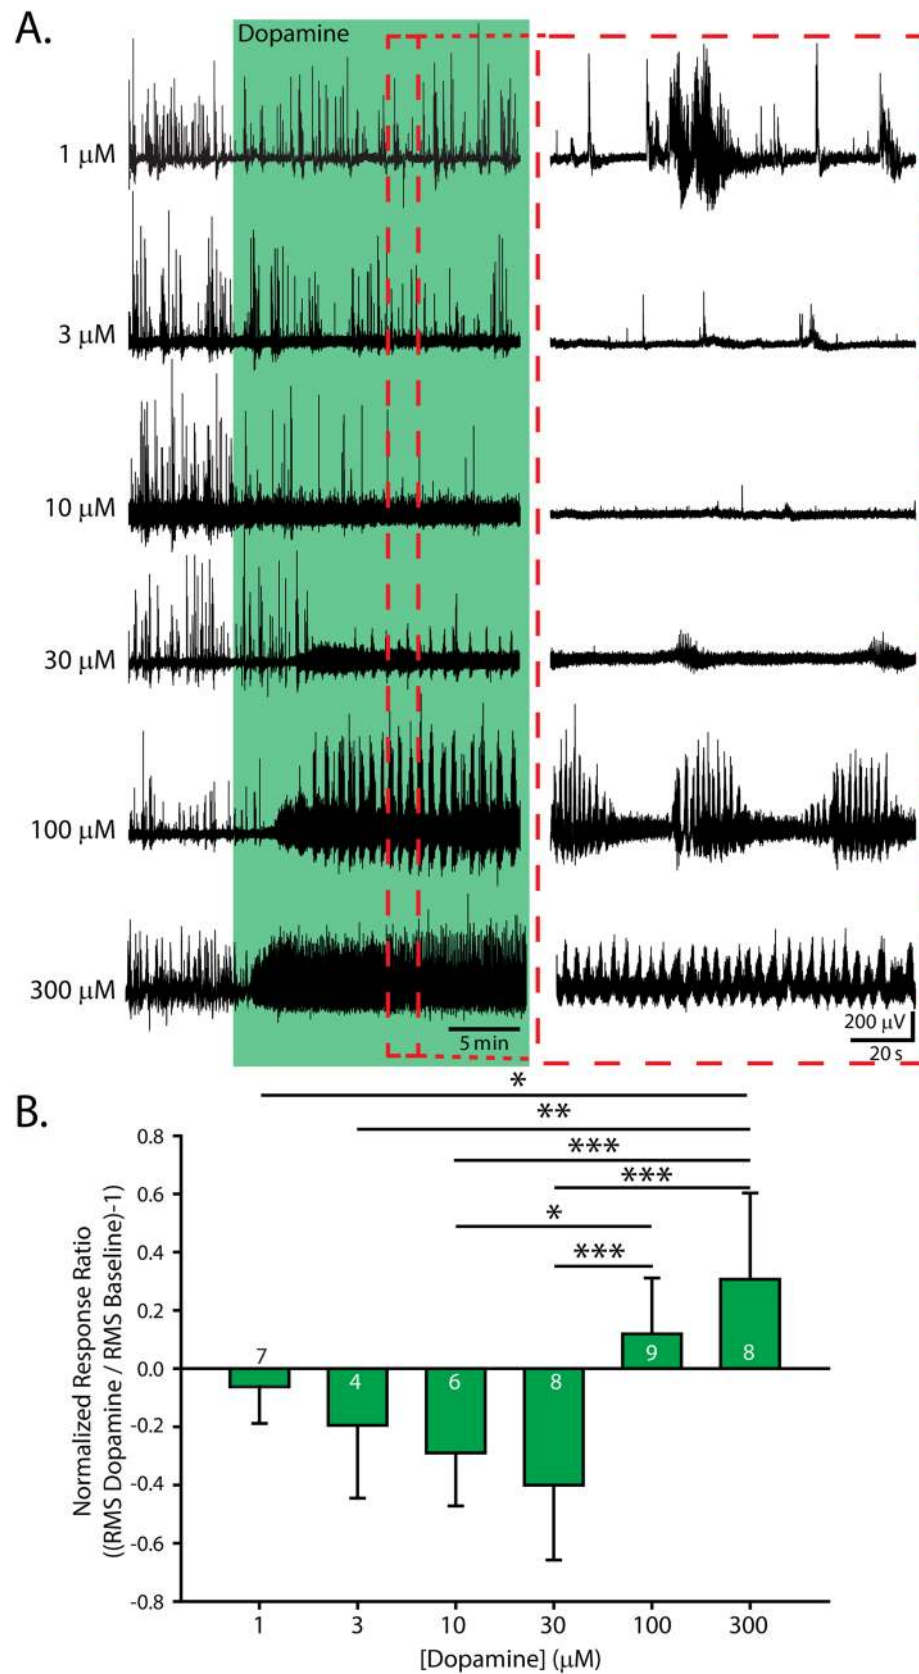 A.
Dopamine
1 μM
3 μM
10 μM
30 μM
100 μM
300 μM
5 min
200 μV
20 s
B.
*
**
***
***
*
***
Normalized Response Ratio
((RMS Dopamine / RMS Baseline)-1)
0.8
0.6
0.4
0.2
0.0
-0.2
-0.4
-0.6
-0.8
7
4
6
8
9
8
1
3
10
30
100
300
[Dopamine] (μM)